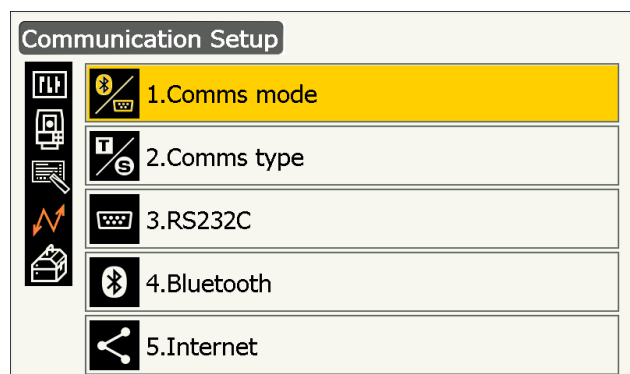 Communication Setup
1.Comms mode
T
S
2.Comms type
3.RS232C
4.Bluetooth
5.Internet